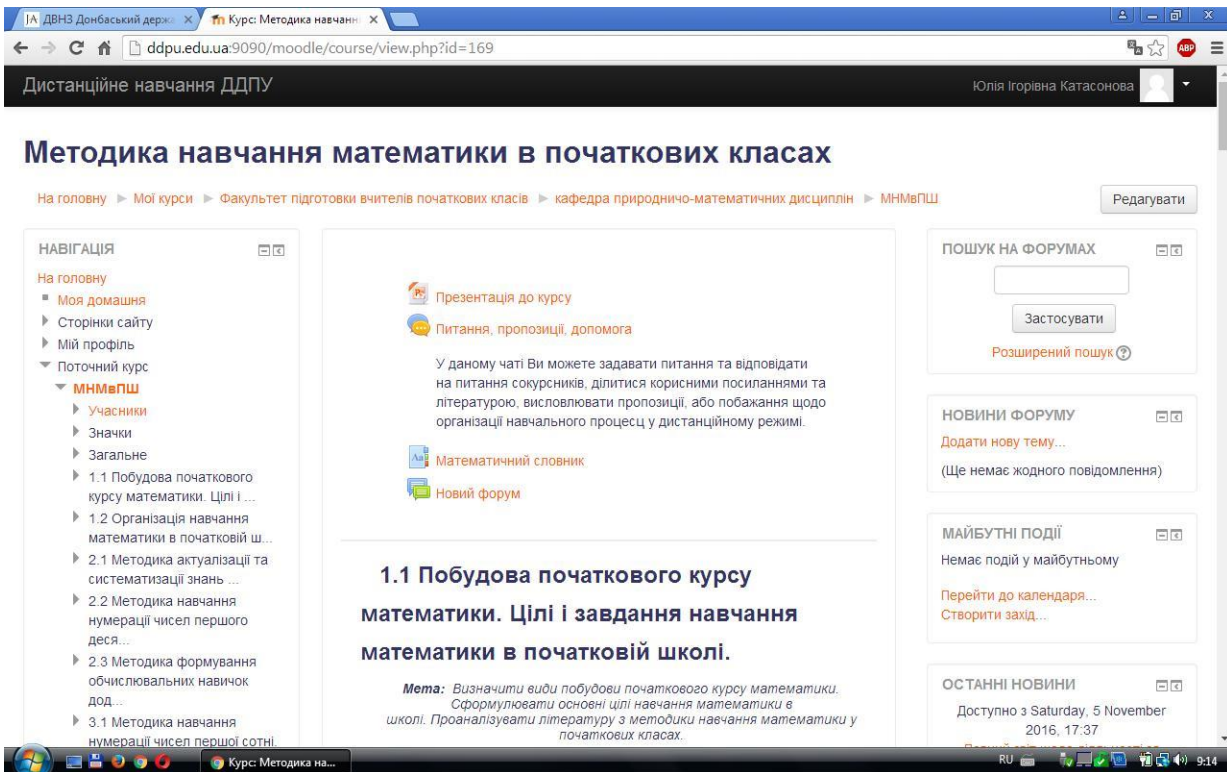 ДВНЗ Донбаський держа
Курс: Методика навчанн
ddpu.edu.ua:9090/moodle/course/view.php?id=169
ABP
Дистанційне навчання ДДПУ
Юлія Ігорівна Катасонова
Методика навчання математики в початкових класах
На головну ► Мої курси ► Факультет підготовки вчителів початкових класів ► кафедра природничо-математичних дисциплін ► МНМвПШ
Редагувати
НАВІГАЦІЯ
На головну
Моя домашня
Сторінки сайту
Мій профіль
Поточний курс
МНМвПШ
Учасники
Значки
Загальне
1.1 Побудова початкового
курсу математики. Цілі і ...
1.2 Організація навчання
математики в початковій ш...
2.1 Методика актуалізації та
систематизації знань ...
2.2 Методика навчання
нумерації чисел першого
деся...
2.3 Методика формування
обчислювальних навичок
дод...
3.1 Методика навчання
нумерації чисел першої сотні.
Презентація до курсу
Питання, пропозиції, допомога
У даному чаті Ви можете задавати питання та відповідати
на питання сокурсників, ділитися корисними посиланнями та
літературою, висловлювати пропозиції, або побажання щодо
організації навчального процесц у дистанційному режимі.
Математичний словник
Новий форум
1.1 Побудова початкового курсу
математики. Цілі і завдання навчання
математики в початковій школі.
Мета: Визначити види побудови початкового курсу математики.
Сформулювати основні цілі навчання математики в
школі. Проаналізувати літературу з методики навчання математики у
початкових класах.
ПОШУК НА ФОРУМАХ
Застосувати
Розширений пошук
НОВИНИ ФОРУМУ
Додати нову тему...
(Ще немає жодного повідомлення)
МАЙБУТНІ ПОДІЇ
Немає подій у майбутньому
Перейти до календаря...
Створити захід...
ОСТАННІ НОВИНИ
Доступно з Saturday, 5 November
2016, 17:37
Курс: Методика на...
RU
9:14